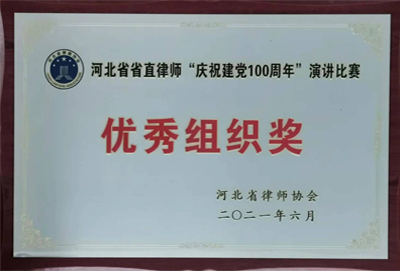 河北省省直律师“庆祝建党100周年”演讲比赛
优秀组织奖
河北省律师协会
二〇二一年六月